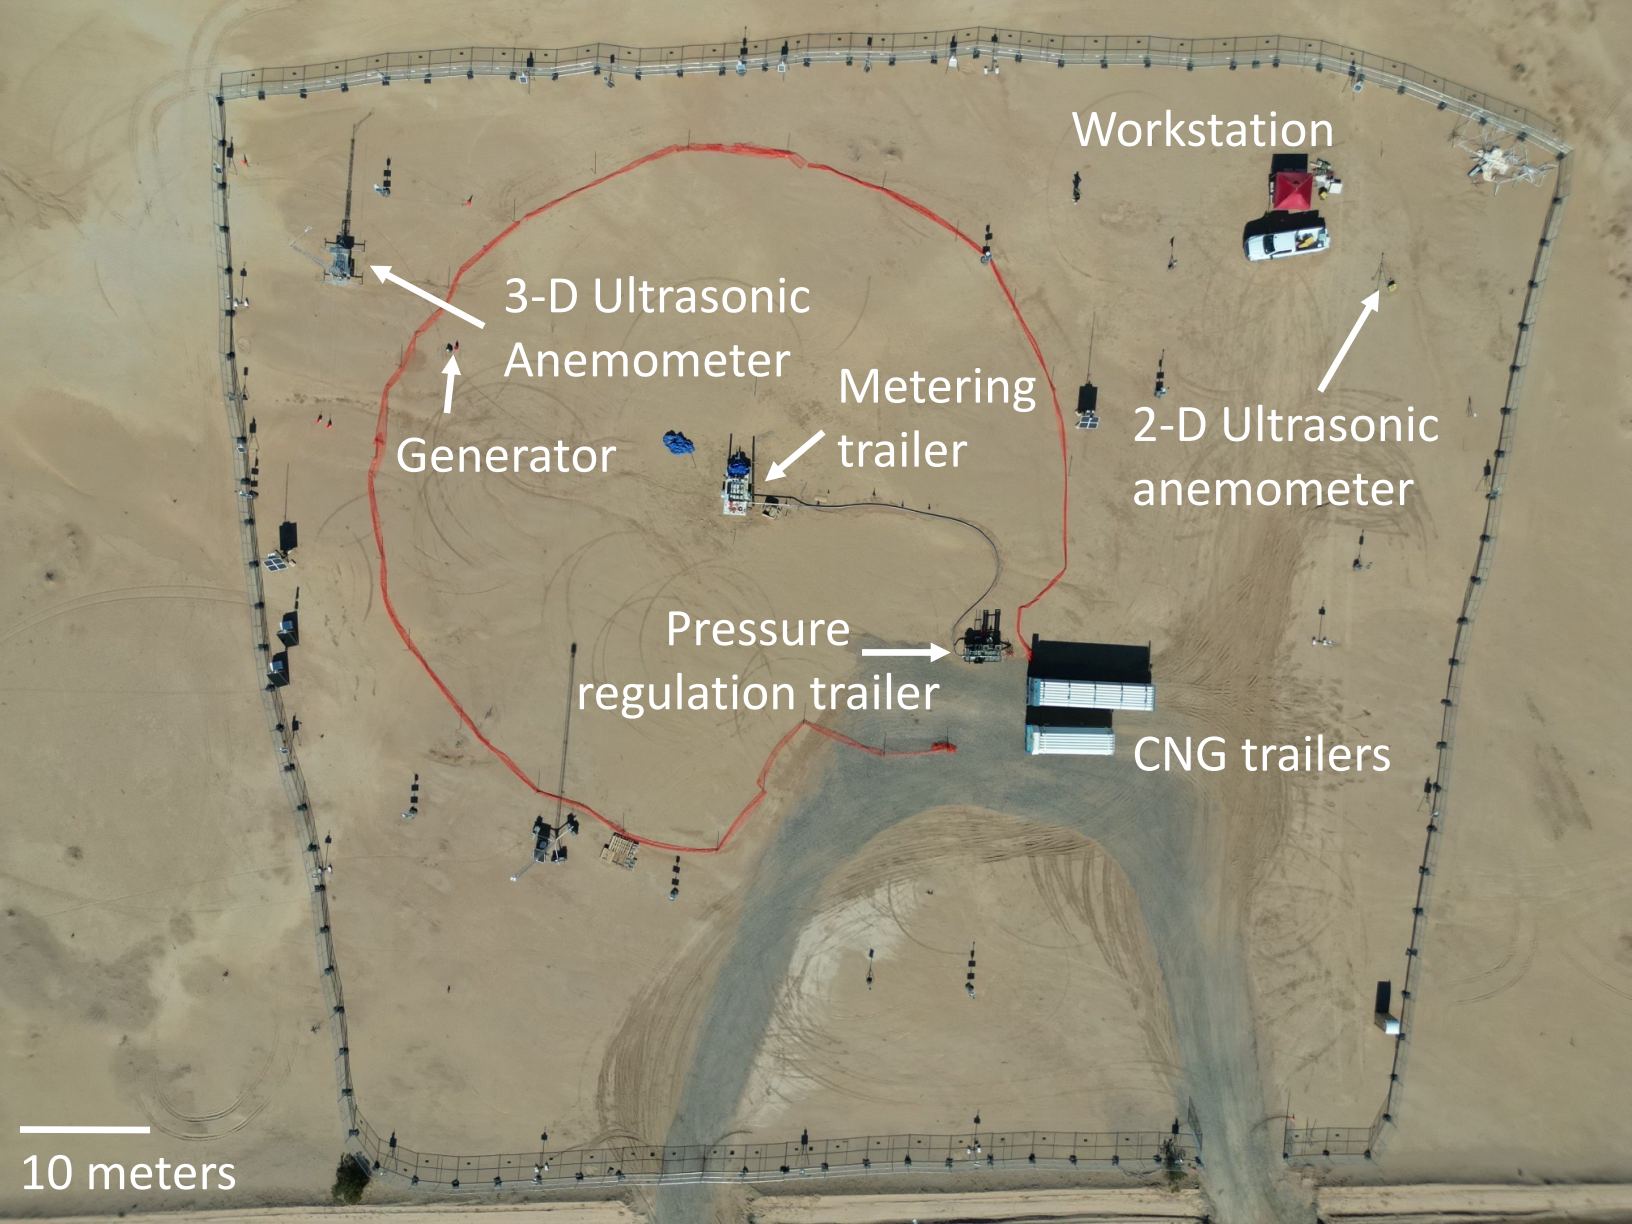 Workstation
3-D Ultrasonic
Anemometer
Metering
trailer
Generator
2-D Ultrasonic
anemometer
Pressure
regulation trailer
CNG trailers
10 meters